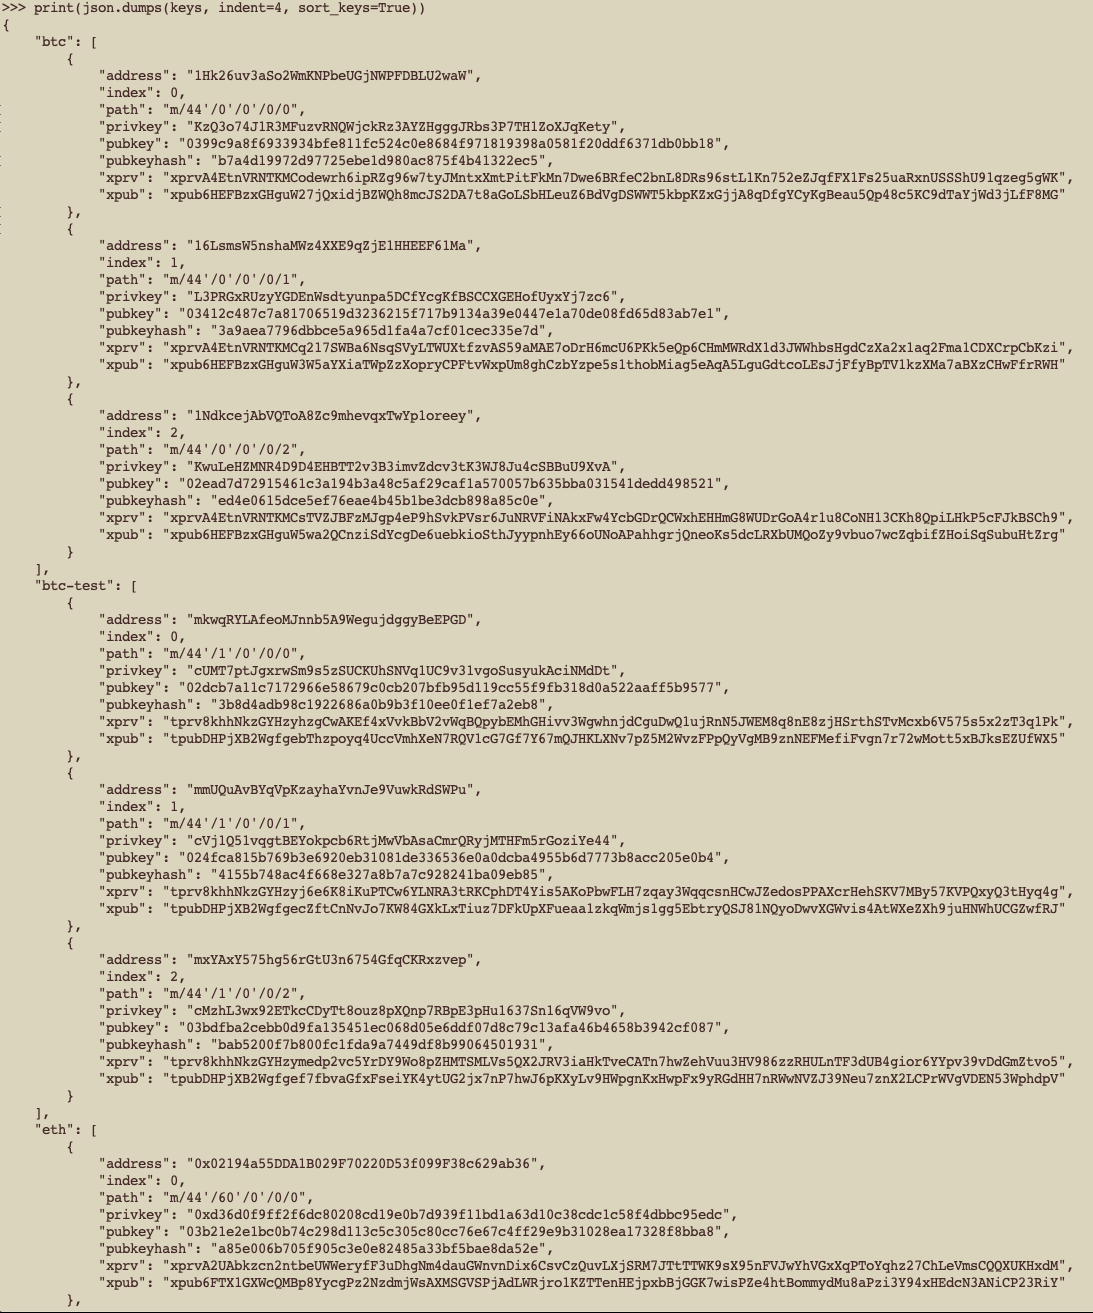 >>> print(json.dumps(keys, indent=4, sort_keys=True))
{
"btc": [
{
"address": "1Hk26uv3aSo2WmKNPbeUGjNWPFDBLU2waW",
"index": 0,
"path": "m/44'/0'/0'/0/0",
"privkey": "KzQ3o74J1R3MFuzvRNQWjckRz3AYZHgggJRbs3P7TH1ZoXJqKety",
"pubkey": "0399c9a8f6933934bfe811fc524c0e8684f971819398a0581f20ddf6371db0bb18",
"pubkeyhash": "b7a4d19972d97725ebe1d980ac875f4b41322ec5",
"xprv": "xprvA4EtnVRNTKMCodewrh6ipRZg96w7tyJMntxXmtPitFkMn7Dwe6BRfeC2bnL8DRs96stL1Kn752eZJqfFX1Fs25uaRxnUSSShU91qzeg5gWK",
"xpub": "xpub6HEFBzxGHguW27jQxidjBZWQh8mcJS2DA7t8aGoLSbHLeuZ6BdVgDSWWT5kbpKZxGjjA8qDfgYCyKgBeau5Qp48c5KC9dTaYjWd3jLfF8MG"
},
{
"address": "16LsmsW5nshaMWz4XXE9qZjE1HHEEF61Ma",
"index": 1,
"path": "m/44'/0'/0'/0/1",
"privkey": "L3PRGxRUzyYGDEnWsdtyunpa5DCfYcgKfBSCCXGEHofUyxYj7zc6",
"pubkey": "03412c487c7a81706519d3236215f717b9134a39e0447e1a70de08fd65d83ab7e1",
"pubkeyhash": "3a9aea7796dbbce5a965d1fa4a7cf01cec335e7d",
"xprv": "xprvA4EtnVRNTKMCq217SWBa6NsqSVyLTWUXtfzvAS59aMAE7oDrH6mcU6PKk5eQp6CHmMWRdX1d3JWWhbsHgdCzXa2x1aq2Fma1CDXCrpCbKzi",
"xpub": "xpub6HEFBzxGHguW3W5aYXiaTWpZzXopryCPFtvWxpUm8ghCzbYzpe5s1thobMiag5eAqA5LguGdtcoLEsJjFfyBpTV1kzXMa7aBXzCHwFfrRWH"
},
{
"address": "1NdkcejAbVQToA8Zc9mhevqxTwYp1oreey",
"index": 2,
"path": "m/44'/0'/0'/0/2",
"privkey": "KwuLeHZMNR4D9D4EHBTT2v3B3imvZdcv3tK3WJ8Ju4cSBBuU9XvA",
"pubkey": "02ead7d72915461c3a194b3a48c5af29caf1a570057b635bba031541dedd498521",
"pubkeyhash": "ed4e0615dce5ef76eae4b45b1be3dcb898a85c0e",
"xprv": "xprvA4EtnVRNTKMCsTVZJBFzMJgp4eP9hSvkPVsr6JuNRVFiNAkxFw4YcbGDrQCWxhEHHmG8WUDrGoA4r1u8CoNH13CKh8QpiLHkP5cFJkBSCh9",
"xpub": "xpub6HEFBzxGHguW5wa2QCnziSdYcgDe6uebkioSthJyypnhEy66oUNoAPahhgrjQneoKs5dcLRXbUMQoZy9vbuo7wcZqbifZHoiSqSubuHtZrg"
}
],
"btc-test": [
{
"address": "mkwqRYLAfeoMJnnb5A9WegujdggyBeEPGD",
"index": 0,
"path": "m/44'/1'/0'/0/0",
"privkey": "cUMT7ptJgxrwSm9s5zSUCKUhSNVq1UC9v31vgoSusyukAciNMdDt",
"pubkey": "02dcb7a11c7172966e58679c0cb207bfb95d119cc55f9fb318d0a522aaff5b9577",
"pubkeyhash": "3b8d4adb98c1922686a0b9b3f10ee0f1ef7a2eb8",
"xprv": "tprv8khhNkzGYHzyhzgCwAKEf4xVvkBbV2vWqBQpybEMhGHivv3WgwhnjdCguDwQ1ujRnN5JWEM8q8nE8zjHSrthSTvMcxb6V575s5x2zT3q1Pk",
"xpub": "tpubDHPjXB2WgfgebThzpoyq4UccVmhXeN7RQV1cG7Gf7Y67mQJHKLXNv7pZ5M2WvzFPpQyVgMB9znNEFMefiFvgn7r72wMott5xBJksEZUfWX5"
},
{
"address": "mmUQuAvBYqVpKzayhaYvnJe9VuwkRdSWPu",
"index": 1,
"path": "m/44'/1'/0'/0/1",
"privkey": "cVj1Q51vqgtBEYokpcb6RtjMwVbAsaCmrQRyjMTHFm5rGoziYe44",
"pubkey": "024fca815b769b3e6920eb31081de336536e0a0dcba4955b6d7773b8acc205e0b4",
"pubkeyhash": "4155b748ac4f668e327a8b7a7c928241ba09eb85",
"xprv": "tprv8khhNkzGYHzyj6e6K8iKuPTCw6YLNRA3tRKCphDT4Yis5AKoPbwFLH7zqay3WqqcsnHCwJZedosPPAXcrHehSKV7MBy57KVPQxyQ3tHyq4g",
"xpub": "tpubDHPjXB2WgfgecZftCnNvJo7KW84GXkLxTiuz7DFkUpXFueaa1zkqWmjs1gg5EbtryQSJ81NQyoDwvXGWvis4AtWXeZXh9juHNWhUCGZwfRJ"
},
{
"address": "mxYAxY575hg56rGtU3n6754GfqCKRxzvep",
"index": 2,
"path": "m/44'/1'/0'/0/2",
"privkey": "cMzhL3wx92ETkcCDyTt8ouz8pXQnp7RBpE3pHu1637Sn16qVW9vo",
"pubkey": "03bdfba2cebb0d9fa135451ec068d05e6ddf07d8c79c13afa46b4658b3942cf087",
"pubkeyhash": "bab5200f7b800fc1fda9a7449df8b99064501931",
"xprv": "tprv8khhNkzGYHzymedp2vc5YrDY9Wo8pZHMTSMLVs5QX2JRV3iaHkTveCATn7hwZehVuu3HV986zzRHULnTF3dUB4gior6YYpv39vDdGmZtvo5",
"xpub": "tpubDHPjXB2Wgfgef7fbvaGfxFseiYK4ytUG2jx7nP7hwJ6pKXyLv9HWpgnKxHwpFx9yRGdHH7nRWwNVZJ39Neu7znX2LCPrWVgVDEN53WphdpV"
}
],
"eth": [
{
"address": "0x02194a55DDA1B029F70220D53f099F38c629ab36",
"index": 0,
"path": "m/44'/60'/0'/0/0",
"privkey": "0xd36d0f9ff2f6dc80208cd19e0b7d939f11bd1a63d10c38cdc1c58f4dbbc95edc",
"pubkey": "03b21e2e1bc0b74c298d113c5c305c80cc76e67c4ff29e9b31028ea17328f8bba8",
"pubkeyhash": "a85e006b705f905c3e0e82485a33bf5bae8da52e",
"xprv": "xprvA2UAbkzcn2ntbeUWWeryfF3uDhgNm4dauGWnvnDix6CsvCzQuvLXjSRM7JTtTTWK9sX95nFVJwYhVGxXqPToYqhz27ChLeVmsCQQXUKHxdM",
"xpub": "xpub6FTX1GXWcQMBp8YycgPz2NzdmjWsAXMSGVSPjAdLWRjro1KZTTenHEjpxbBjGGK7wisPZe4htBommydMu8aPzi3Y94xHEdcN3ANiCP23RiY"
},